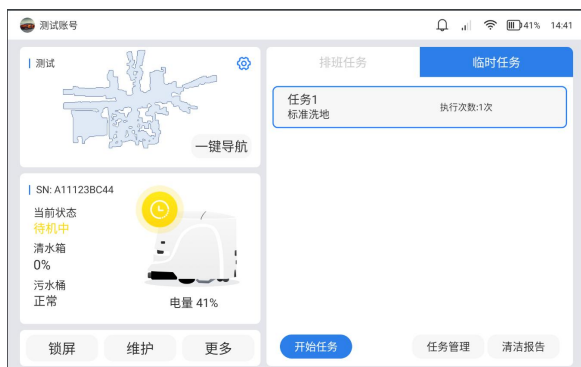 测试账号
41% 14:41
测试
一键导航
SN: A11123BC44
当前状态
待机中
清水箱
0%
污水桶
正常
电量 41%
锁屏 维护 更多
排班任务 临时任务
任务1
标准洗地
执行次数:1次
开始任务 任务管理 清洁报告